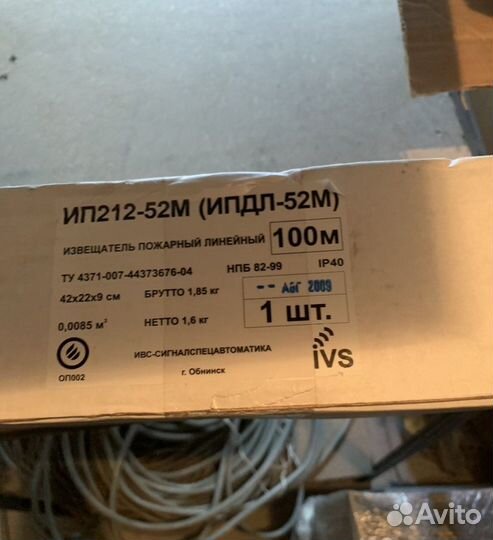 ИП212-52М (ИПДЛ-52М)
ИЗВЕЩАТЕЛЬ ПОЖАРНЫЙ ЛИНЕЙНЫЙ 100м
ТУ 4371-007-44373676-04 НПБ 82-99 IP40
42х22х9 см БРУТТО 1,85 кг -- АВГ 2009
0,0085 м³ НЕТТО 1,6 кг 1 шт.
ОП002
ИВС-СИГНАЛСПЕЦАВТОМАТИКА
г. Обнинск
ivs
Avito